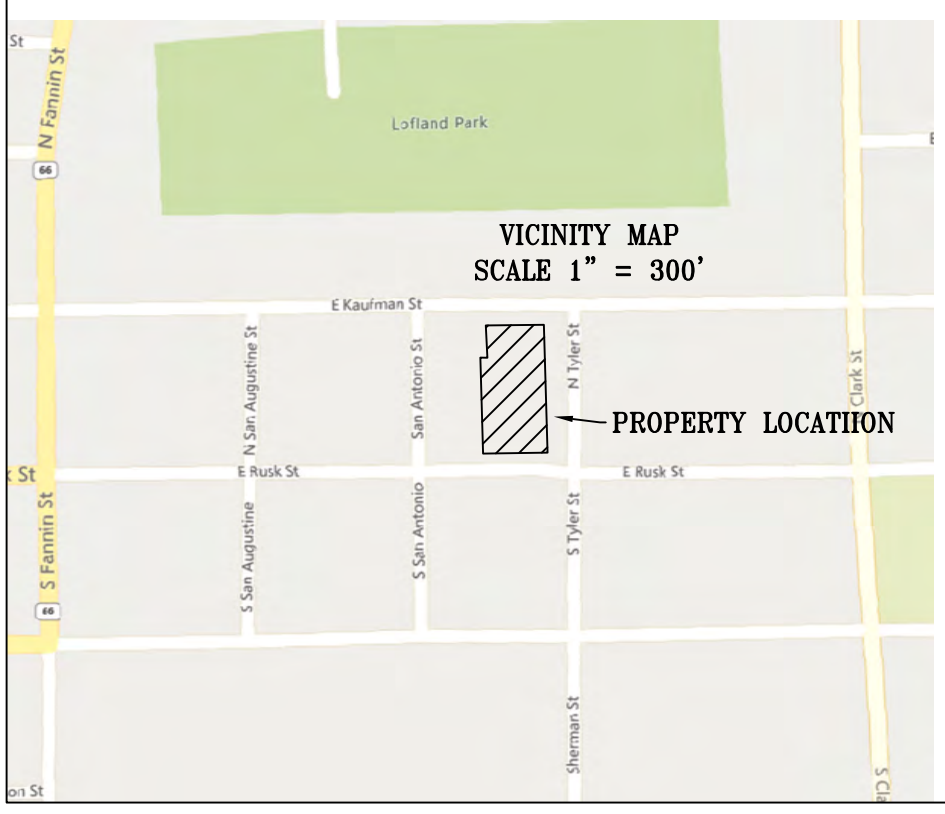 St
N Fannin St
66
Lofland Park
VICINITY MAP
SCALE 1" = 300'
E Kaufman St
N San Augustine St
San Antonio St
N Tyler St
Clark St
PROPERTY LOCATIION
k St
E Rusk St
E Rusk St
S Fannin St
S San Augustine
S San Antonio
S Tyler St
66
Sherman St
S Cla
on St